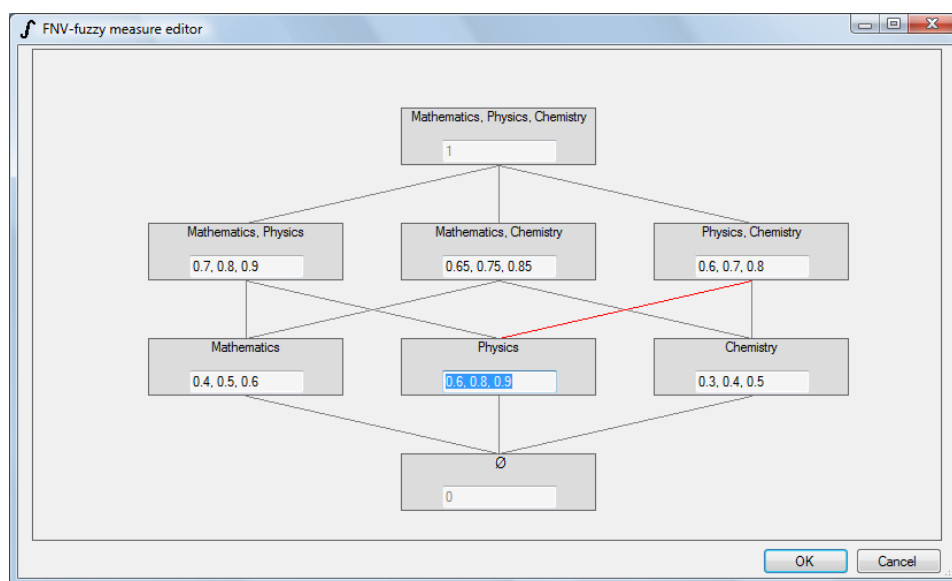 FNV-fuzzy measure editor
Mathematics, Physics, Chemistry
1
Mathematics, Physics
Mathematics, Chemistry
Physics, Chemistry
0.7, 0.8, 0.9
0.65, 0.75, 0.85
0.6, 0.7, 0.8
Mathematics
Physics
Chemistry
0.4, 0.5, 0.6
0.6, 0.8, 0.9
0.3, 0.4, 0.5
Ø
0
OK
Cancel